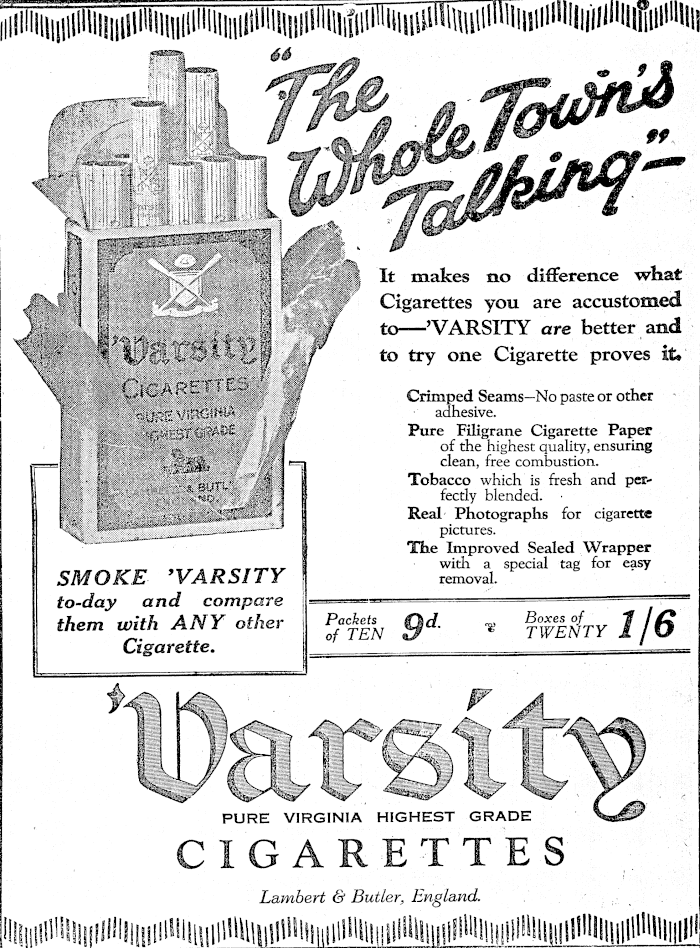 "The
Whole Town's
Talking"—
'Varsity
CIGARETTES
PURE VIRGINIA
HIGHEST GRADE
& BUTL
It makes no difference what
Cigarettes you are accustomed
to—'VARSITY are better and
to try one Cigarette proves it.
Crimped Seams—No paste or other
adhesive.
Pure Filigrane Cigarette Paper
of the highest quality, ensuring
clean, free combustion.
Tobacco which is fresh and per-
fectly blended.
Real Photographs for cigarette
pictures.
The Improved Sealed Wrapper
with a special tag for easy
removal.
SMOKE 'VARSITY
to-day and compare
them with ANY other
Cigarette.
Packets
of TEN 9d.
Boxes of
TWENTY 1/6
'Varsity
PURE VIRGINIA HIGHEST GRADE
CIGARETTES
Lambert & Butler, England.